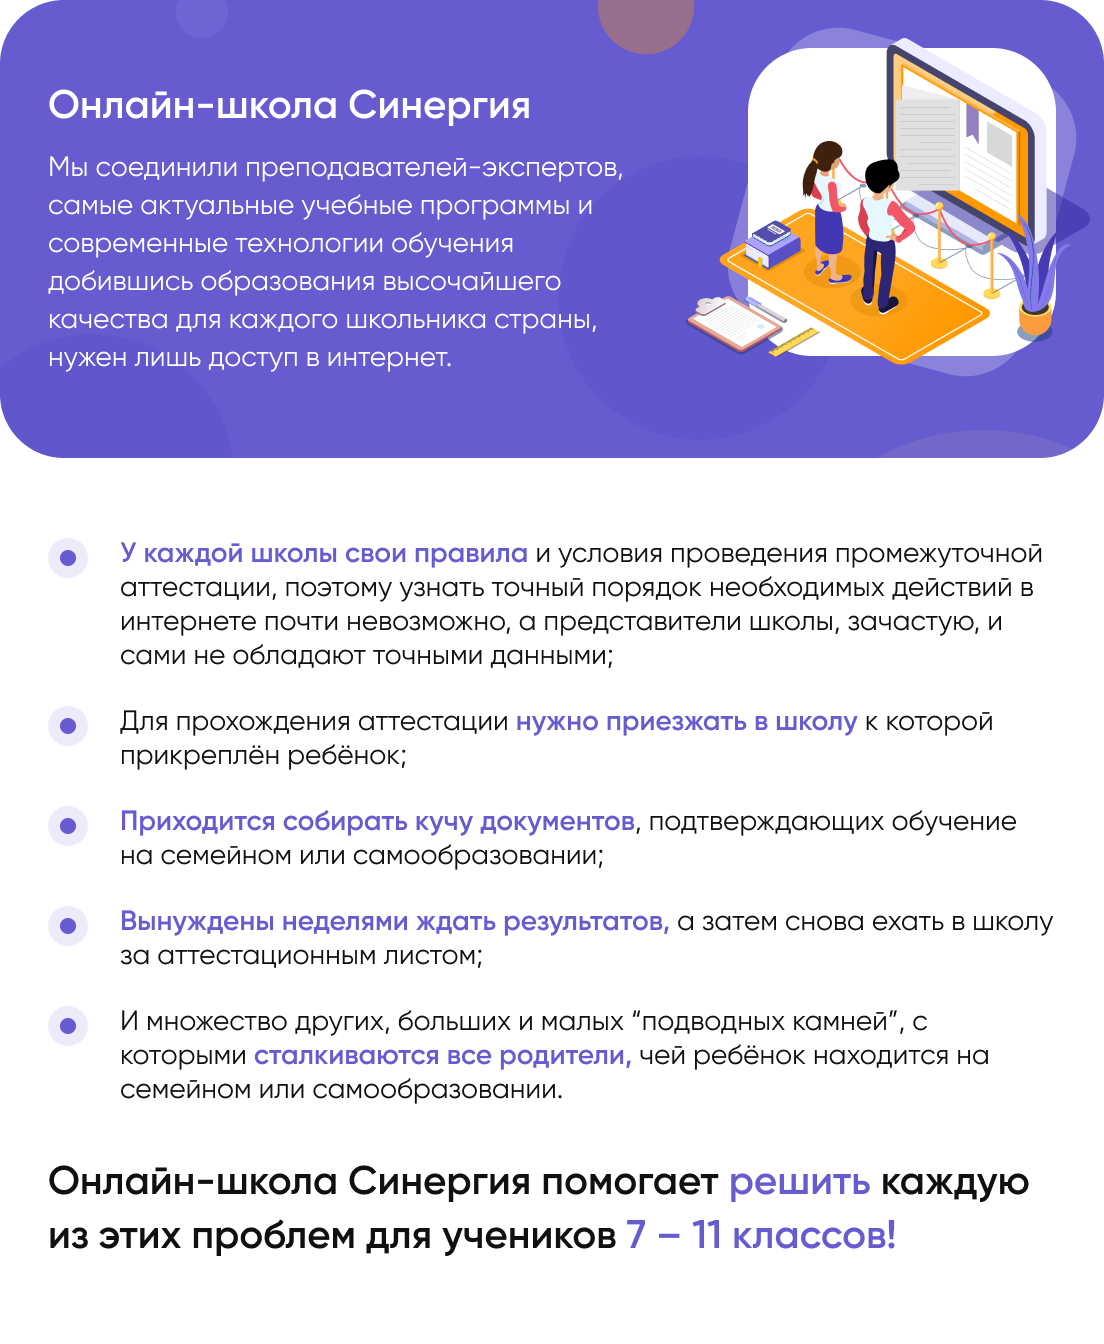 Онлайн-школа Синергия
Мы соединили преподавателей-экспертов,
самые актуальные учебные программы и
современные технологии обучения
добившись образования высочайшего
качества для каждого школьника страны,
нужен лишь доступ в интернет.
У каждой школы свои правила и условия проведения промежуточной
аттестации, поэтому узнать точный порядок необходимых действий в
интернете почти невозможно, а представители школы, зачастую, и
сами не обладают точными данными;
Для прохождения аттестации нужно приезжать в школу к которой
прикреплён ребёнок;
Приходится собирать кучу документов, подтверждающих обучение
на семейном или самообразовании;
Вынуждены неделями ждать результатов, а затем снова ехать в школу
за аттестационным листом;
И множество других, больших и малых “подводных камней”, с
которыми сталкиваются все родители, чей ребёнок находится на
семейном или самообразовании.
Онлайн-школа Синергия помогает решить каждую
из этих проблем для учеников 7 – 11 классов!